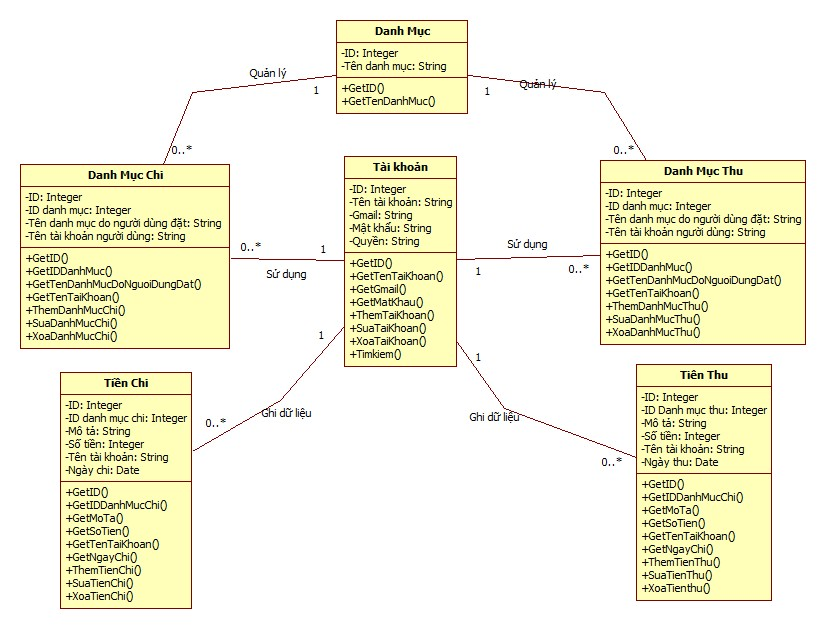 Danh Mục
-ID: Integer
-Tên danh mục: String
+GetID()
+GetTenDanhMuc()
Quản lý
1
0..*
Quản lý
1
0..*
Danh Mục Chi
-ID: Integer
-ID danh mục: Integer
-Tên danh mục do người dùng đặt: String
-Tên tài khoản người dùng: String
+GetID()
+GetIDDanhMuc()
+GetTenDanhMucDoNguoiDungDat()
+GetTenTaiKhoan()
+ThemDanhMucChi()
+SuaDanhMucChi()
+XoaDanhMucChi()
Tài khoản
-ID: Integer
-Tên tài khoản: String
-Gmail: String
-Mật khẩu: String
-Quyền: String
+GetID()
+GetTenTaiKhoan()
+GetGmail()
+GetMatKhau()
+ThemTaiKhoan()
+SuaTaiKhoan()
+XoaTaiKhoan()
+Timkiem()
Danh Mục Thu
-ID: Integer
-ID danh mục: Integer
-Tên danh mục do người dùng đặt: String
-Tên tài khoản người dùng: String
+GetID()
+GetIDDanhMuc()
+GetTenDanhMucDoNguoiDungDat()
+GetTenTaiKhoan()
+ThemDanhMucThu()
+SuaDanhMucThu()
+XoaDanhMucThu()
0..*
1
Sử dụng
Sử dụng
1
0..*
1
0..*
Ghi dữ liệu
1
Ghi dữ liệu
0..*
Tiền Chi
-ID: Integer
-ID danh mục chi: Integer
-Mô tả: String
-Số tiền: Integer
-Tên tài khoản: String
-Ngày chi: Date
+GetID()
+GetIDDanhMucChi()
+GetMoTa()
+GetSoTien()
+GetTenTaiKhoan()
+GetNgayChi()
+ThemTienChi()
+SuaTienChi()
+XoaTienChi()
Tiên Thu
-ID: Integer
-ID Danh mục thu: Integer
-Mô tả: String
-Số tiền: Integer
-Tên tài khoản: String
-Ngày thu: Date
+GetID()
+GetIDDanhMucChi()
+GetMoTa()
+GetSoTien()
+GetTenTaiKhoan()
+GetNgayChi()
+ThemTienThu()
+SuaTienThu()
+XoaTienthu()